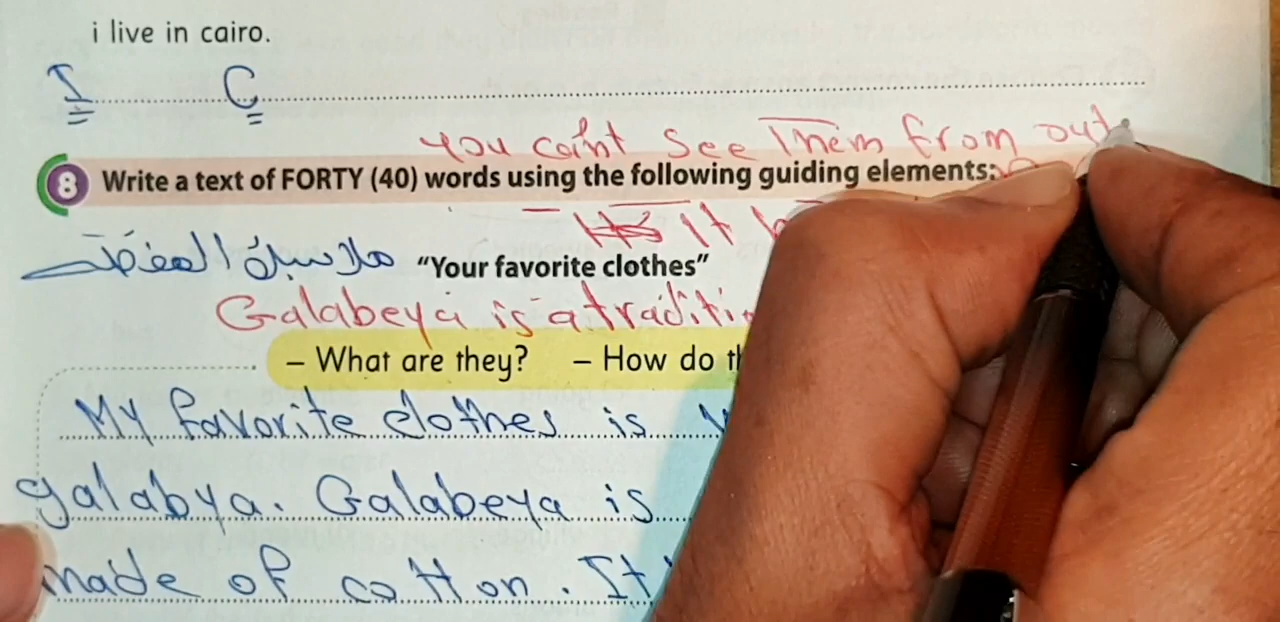 i live in cairo.
I C
you can't see Them from out
8 Write a text of FORTY (40) words using the following guiding elements:
It
ملابسك المفضلة "Your favorite clothes"
Galabeya is a traditi
– What are they? – How do th
My favorite clothes is
galabya. Galabeya is
made of cotton. It